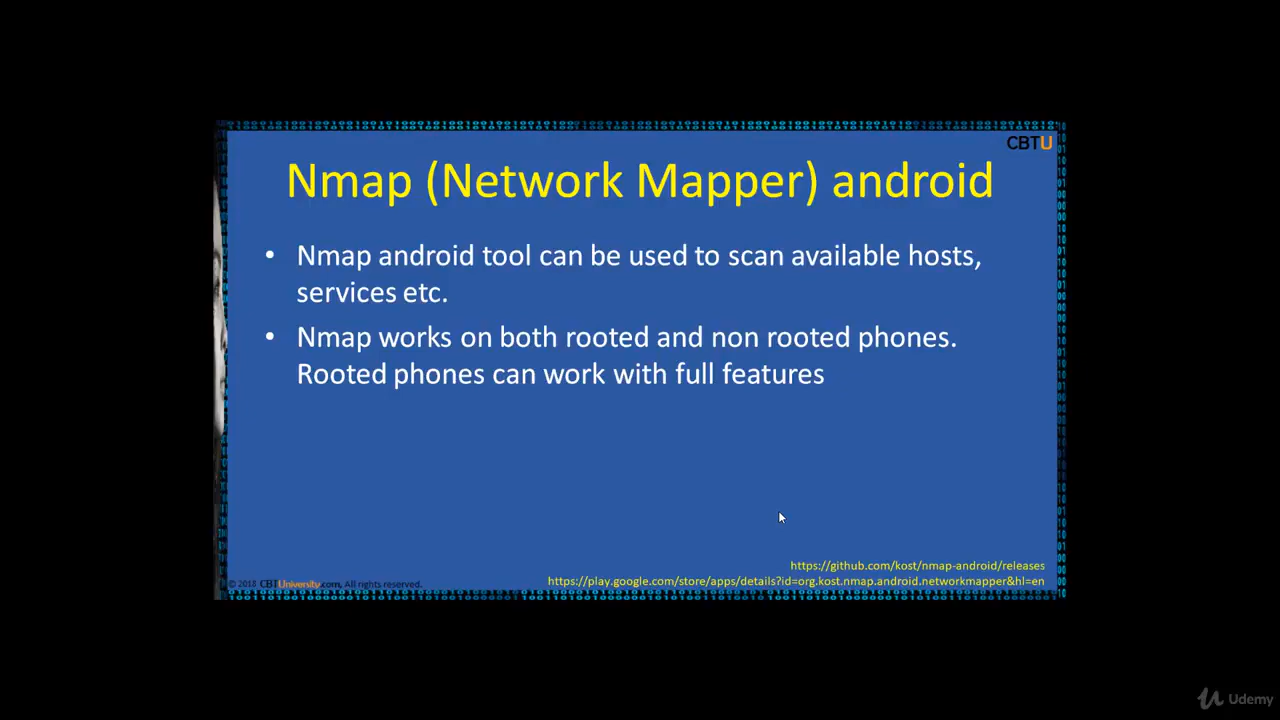 CBTU
Nmap (Network Mapper) android
• Nmap android tool can be used to scan available hosts,
services etc.
• Nmap works on both rooted and non rooted phones.
Rooted phones can work with full features
https://github.com/kost/nmap-android/releases
https://play.google.com/store/apps/details?id=org.kost.nmap.android.networkmapper&hl=en
© 2018 CBTUniversity.com, All rights reserved.
Udemy